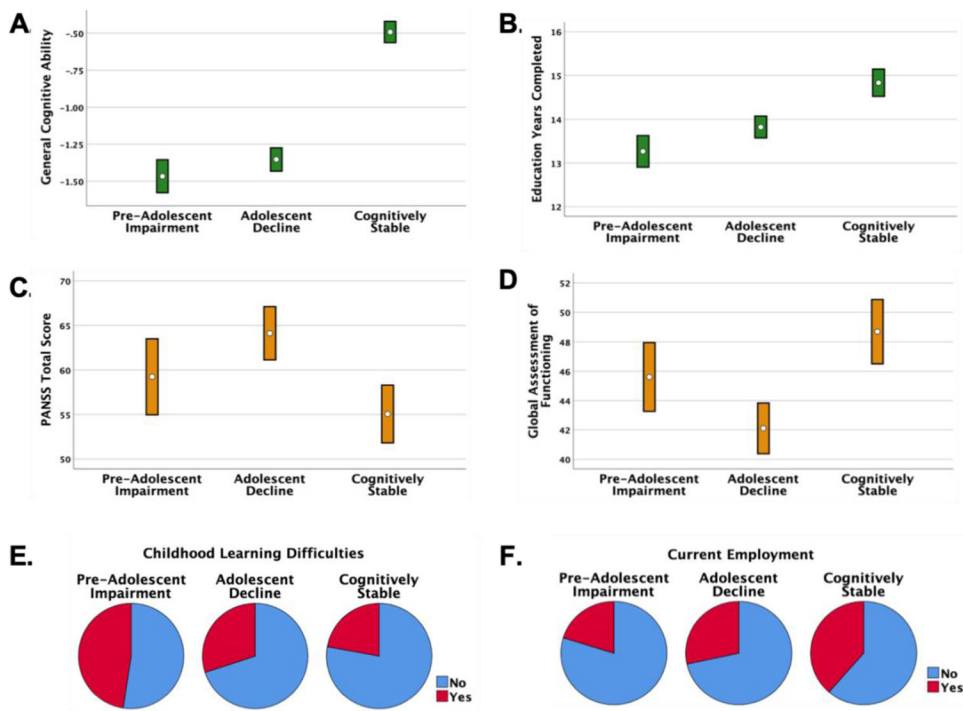 A.
General Cognitive Ability
-.50
-.75
-1.00
-1.25
-1.50
Pre-Adolescent
Impairment
Adolescent
Decline
Cognitively
Stable
B.
Education Years Completed
16
15
14
13
12
Pre-Adolescent
Impairment
Adolescent
Decline
Cognitively
Stable
C.
PANSS Total Score
70
65
60
55
50
Pre-Adolescent
Impairment
Adolescent
Decline
Cognitively
Stable
D
Global Assessment of
Functioning
52
50
48
46
44
42
40
Pre-Adolescent
Impairment
Adolescent
Decline
Cognitively
Stable
E.
Childhood Learning Difficulties
Pre-Adolescent
Impairment
Adolescent
Decline
Cognitively
Stable
No
Yes
F.
Current Employment
Pre-Adolescent
Impairment
Adolescent
Decline
Cognitively
Stable
No
Yes